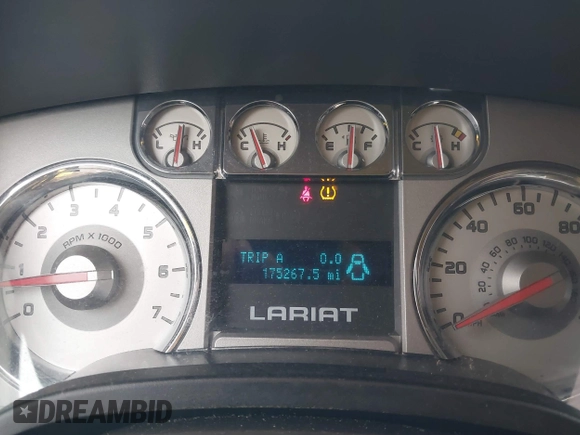 L H
C H
E F
C H
TRIP A 0.0
175267.5 mi
LARIAT
RPM X 1000
0 1 2 3 4 5 6 7
0 20 40 60 80
DREAMBID